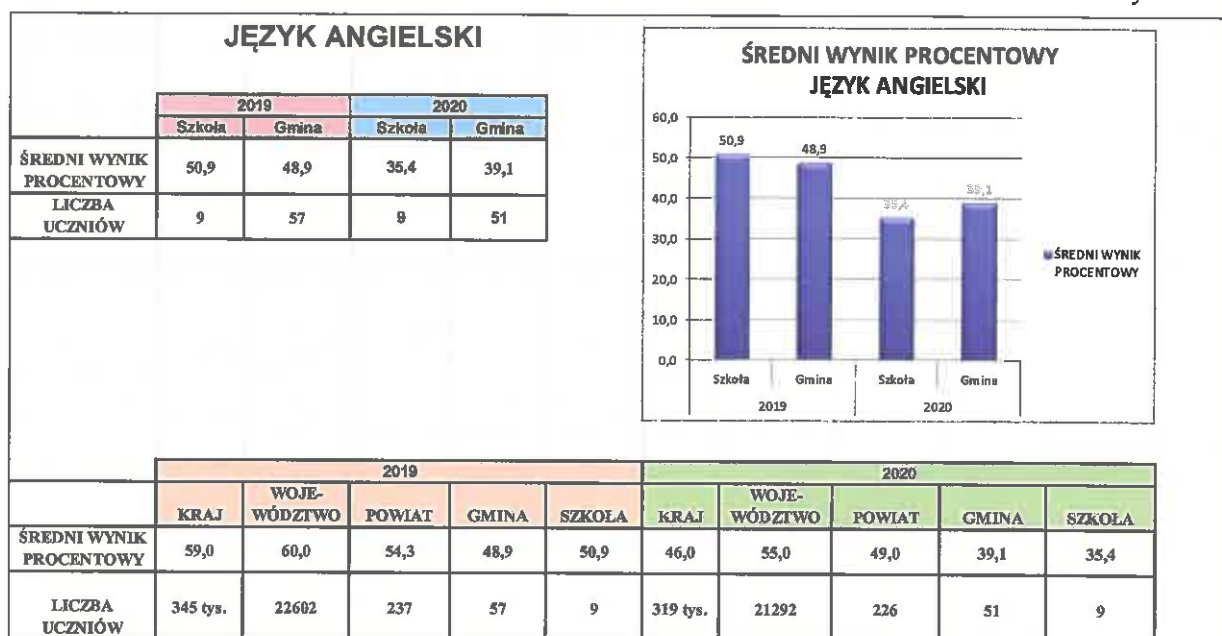 JĘZYK ANGIELSKI
2019 2020
Szkoła Gmina Szkoła Gmina
ŚREDNI WYNIK PROCENTOWY 50,9 48,9 35,4 39,1
LICZBA UCZNIÓW 9 57 9 51
ŚREDNI WYNIK PROCENTOWY
JĘZYK ANGIELSKI
60,0
50,0
40,0
30,0
20,0
10,0
0,0
50,9 48,9 35,4 39,1
Szkoła Gmina Szkoła Gmina
2019 2020
ŚREDNI WYNIK
PROCENTOWY
2019 2020
KRAJ WOJE-WÓDZTWO POWIAT GMINA SZKOŁA KRAJ WOJE-WÓDZTWO POWIAT GMINA SZKOŁA
ŚREDNI WYNIK PROCENTOWY 59,0 60,0 54,3 48,9 50,9 46,0 55,0 49,0 39,1 35,4
LICZBA UCZNIÓW 345 tys. 22602 237 57 9 319 tys. 21292 226 51 9